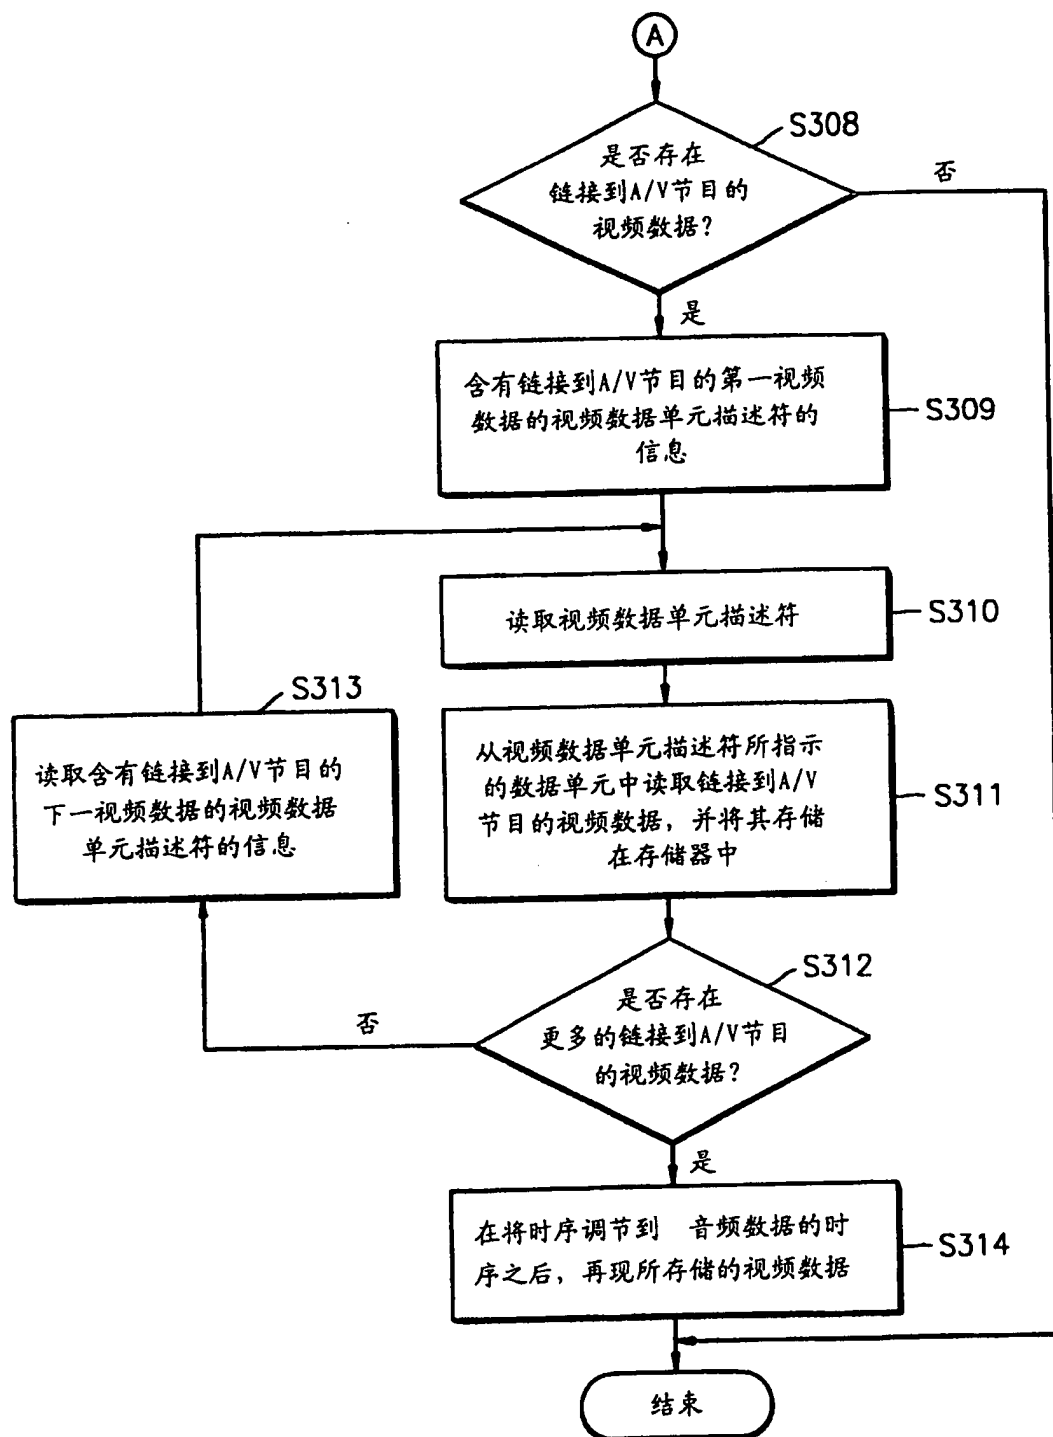 A
S308
是否存在
链接到A/V节目的
视频数据?
否
是
含有链接到A/V节目的第一视频
数据的视频数据单元描述符的
信息
S309
读取视频数据单元描述符
S310
S313
读取含有链接到A/V节目的
下一视频数据的视频数据
单元描述符的信息
从视频数据单元描述符所指示
的数据单元中读取链接到A/V
节目的视频数据，并将其存储
在存储器中
S311
S312
是否存在
更多的链接到A/V节目
的视频数据?
否
是
在将时序调节到 音频数据的时
序之后，再现所存储的视频数据
S314
结束